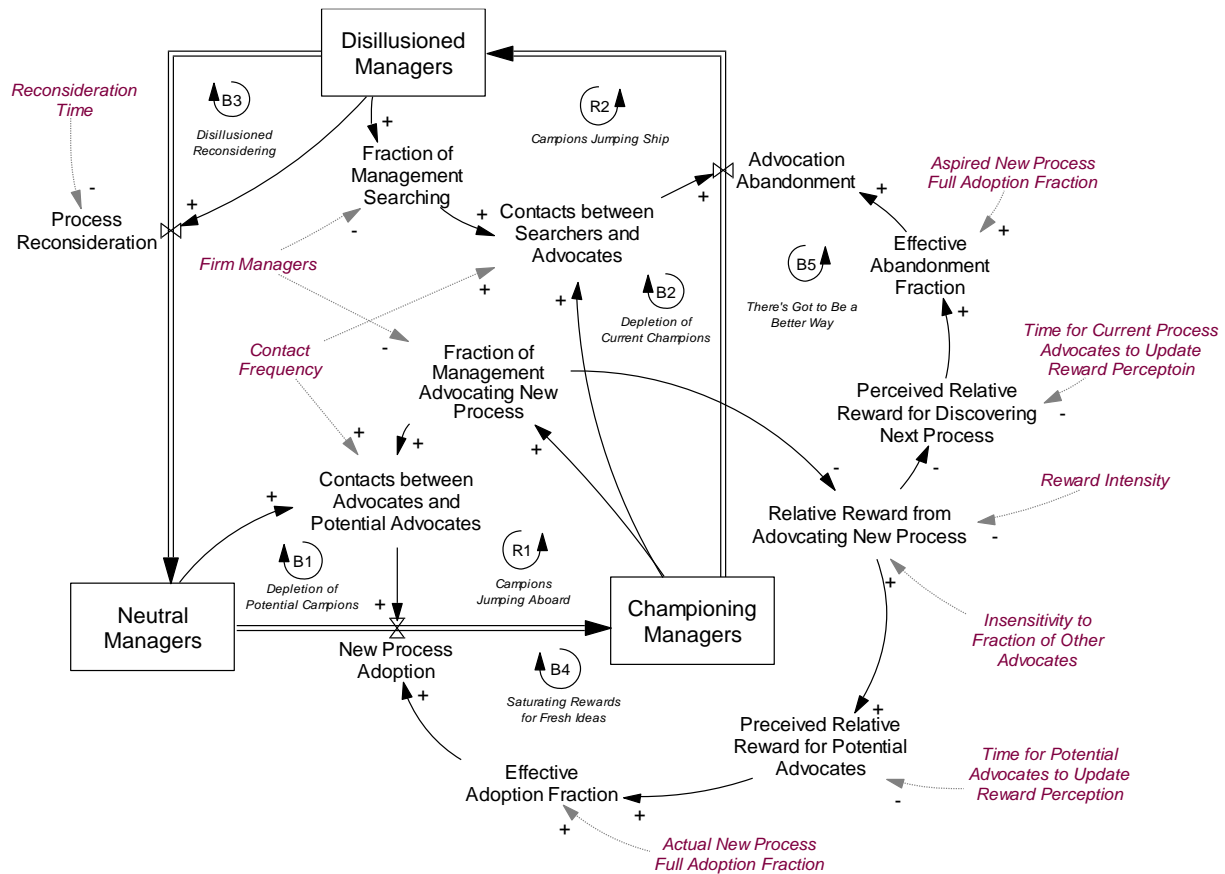 Disillusioned
Managers
Reconsideration
Time
B3
Disillusioned
Reconsidering
R2
Campions Jumping Ship
+
-
+
Fraction of
Management
Searching
Advocation
Abandonment
Aspired New Process
Full Adoption Fraction
+
+
+
Process
Reconsideration
+
-
Contacts between
Searchers and
Advocates
Effective
Abandonment
Fraction
Firm Managers
+
+
B2
Depletion of
Current Champions
B5
There's Got to Be a
Better Way
+
Contact
Frequency
-
Fraction of
Management
Advocating New
Process
Time for Current Process
Advocates to Update
Reward Perceptoin
Perceived Relative
Reward for Discovering
Next Process
-
+
+
+
-
-
Reward Intensity
Contacts between
Advocates and
Potential Advocates
+
Relative Reward from
Adovcating New Process
-
B1
Depletion of
Potential Campions
R1
Campions
Jumping Aboard
+
+
Neutral
Managers
Championing
Managers
Insensitivity to
Fraction of Other
Advocates
New Process
Adoption
+
B4
Saturating Rewards
for Fresh Ideas
+
Preceived Relative
Reward for Potential
Advocates
Time for Potential
Advocates to Update
Reward Perception
-
Effective
Adoption Fraction
+
+
Actual New Process
Full Adoption Fraction